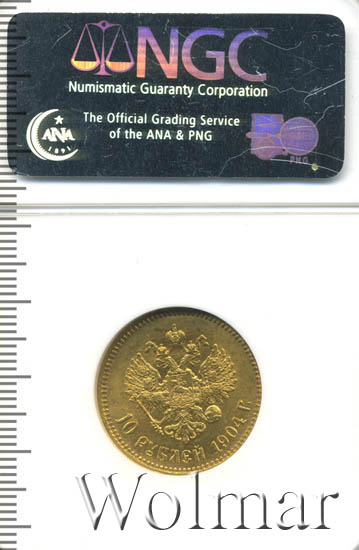 NGC
Numismatic Guaranty Corporation
The Official Grading Service
of the ANA & PNG
ANA
1891
PNG
10 РУБЛЕЙ 1904 Г.
Wolmar